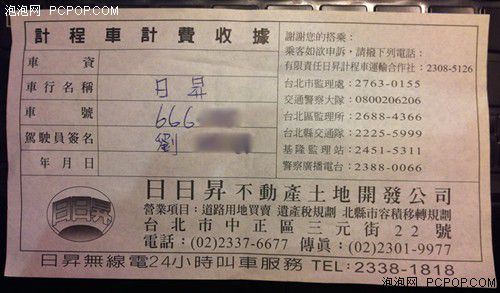 泡泡网 POPPUR.COM
計程車計費收據
車資
車行名稱 日昇
車號 666
駕駛員簽名 劉
年月日
謝謝您的搭乘:
乘客如欲申訴,請撥下列電話:
有限責任日昇計程車運輸合作社:2308-5126
台北市監理處:2763-0155
交通警察大隊:0800206206
台北區監理所:2688-4366
台北縣交通隊:2225-5999
基隆監理站:2451-5311
警察廣播電台:2388-0066
日日昇
日日昇不動產土地開發公司
營業項目:道路用地買賣 遺產稅規劃 北縣市容積移轉規劃
台北市中正區三元街22號
電話:(02)2337-6677 傳真:(02)2301-9977
日昇無線電24小時叫車服務 TEL:2338-1818
泡泡网 POPPUR.COM